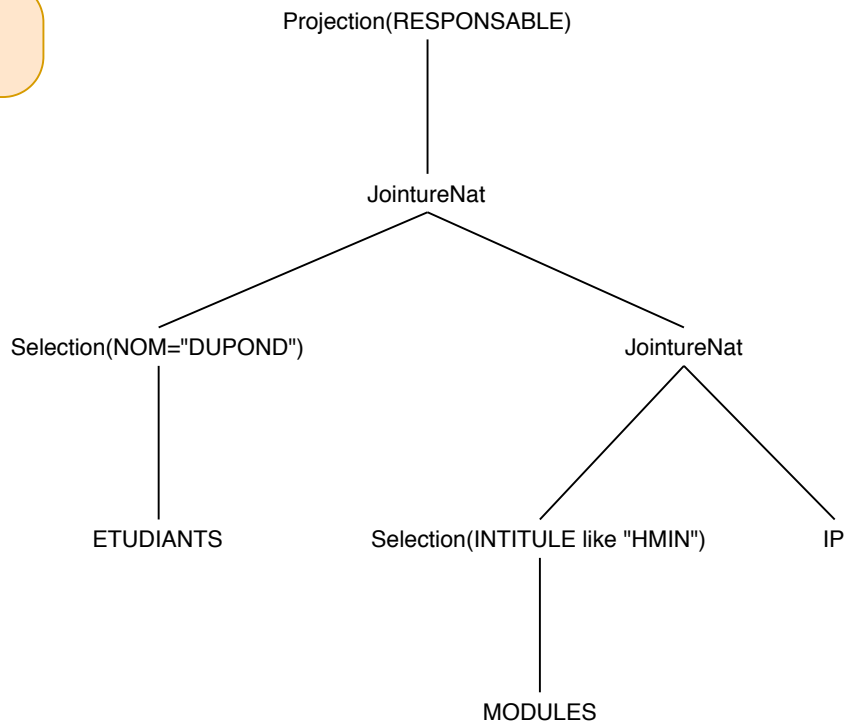 Projection(RESPONSABLE)
JointureNat
Selection(NOM="DUPOND")
JointureNat
ETUDIANTS
Selection(INTITULE like "HMIN")
IP
MODULES